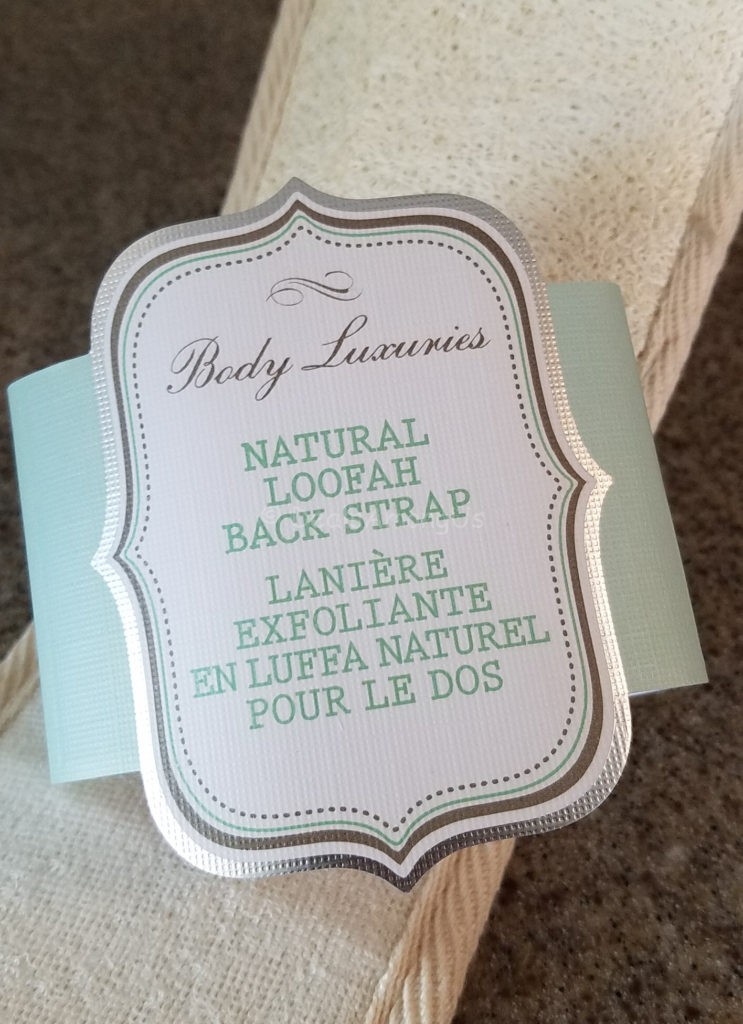 Body Luxuries
NATURAL
LOOFAH
BACK STRAP
LANIÈRE
EXFOLIANTE
EN LUFFA NATUREL
POUR LE DOS